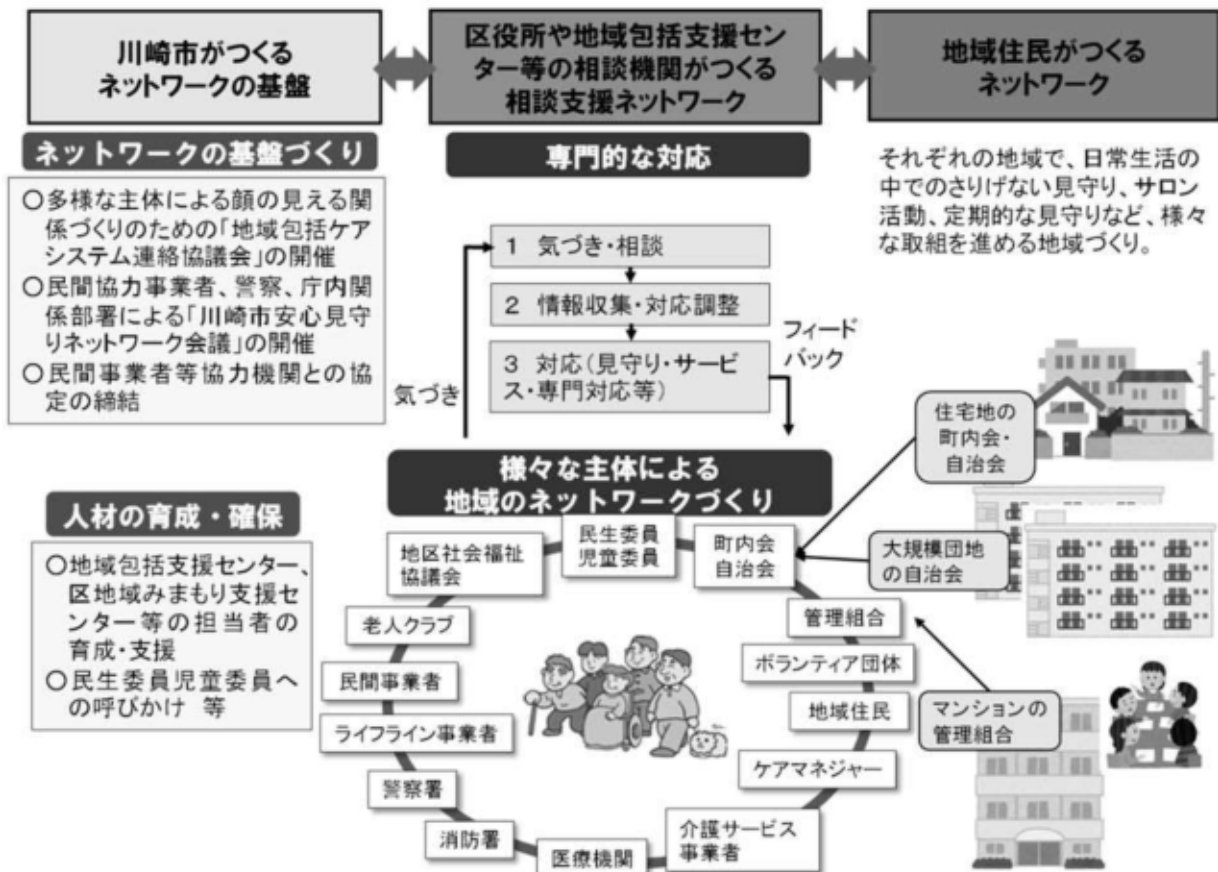 川崎市がつくる
ネットワークの基盤
区役所や地域包括支援セン
ター等の相談機関がつくる
相談支援ネットワーク
地域住民がつくる
ネットワーク
ネットワークの基盤づくり
○多様な主体による顔の見える関
係づくりのための「地域包括ケア
システム連絡協議会」の開催
○民間協力事業者、警察、庁内関
係部署による「川崎市安心見守
りネットワーク会議」の開催
○民間事業者等協力機関との協
定の締結
人材の育成・確保
○地域包括支援センター、
区地域みまもり支援セ
ンター等の担当者の
育成・支援
○民生委員児童委員へ
の呼びかけ 等
専門的な対応
1 気づき・相談
2 情報収集・対応調整
3 対応（見守り・サービ
ス・専門対応等）
気づき
フィード
バック
それぞれの地域で、日常生活の
中でのさりげない見守り、サロン
活動、定期的な見守りなど、様々
な取組を進める地域づくり。
様々な主体による
地域のネットワークづくり
民生委員
児童委員
町内会
自治会
管理組合
ボランティア団体
地域住民
ケアマネジャー
介護サービス
事業者
医療機関
消防署
警察署
ライフライン事業者
民間事業者
老人クラブ
地区社会福祉
協議会
住宅地の
町内会・
自治会
大規模団地
の自治会
マンションの
管理組合